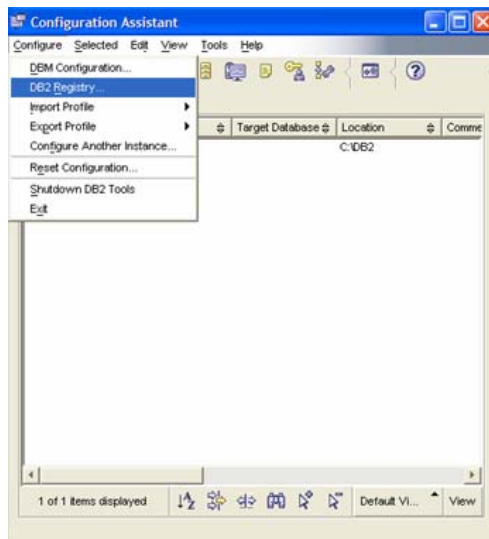 Configuration Assistant
Configure Selected Edit View Tools Help
DBM Configuration...
DB2 Registry...
Import Profile
Export Profile
Configure Another Instance...
Reset Configuration...
Shutdown DB2 Tools
Exit
Target Database Location Comme
C:\DB2
1 of 1 items displayed Default Vi... View